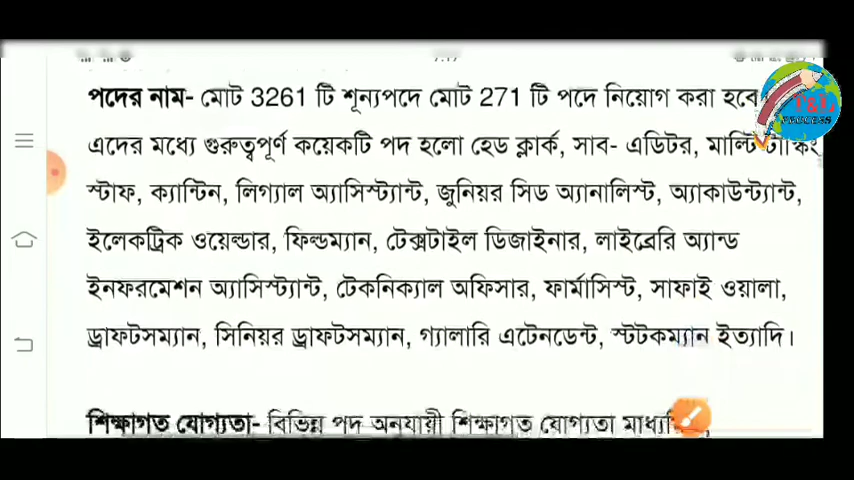 পদের নাম- মোট 3261 টি শূন্যপদে মোট 271 টি পদে নিয়োগ করা হবে
এদের মধ্যে গুরুত্বপূর্ণ কয়েকটি পদ হলো হেড ক্লার্ক, সাব- এডিটর, মাল্টি টাস্কিং
স্টাফ, ক্যান্টিন, লিগ্যাল অ্যাসিস্ট্যান্ট, জুনিয়র সিড অ্যানালিস্ট, অ্যাকাউন্ট্যান্ট,
ইলেকট্রিক ওয়েল্ডার, ফিল্ডম্যান, টেক্সটাইল ডিজাইনার, লাইব্রেরি অ্যান্ড
ইনফরমেশন অ্যাসিস্ট্যান্ট, টেকনিক্যাল অফিসার, ফার্মাসিস্ট, সাফাই ওয়ালা,
ড্রাফটসম্যান, সিনিয়র ড্রাফটসম্যান, গ্যালারি এটেনডেন্ট, স্টটকম্যান ইত্যাদি।
শিক্ষাগত যোগ্যতা- বিভিন্ন পদ অনুযায়ী শিক্ষাগত যোগ্যতা
PROCESS